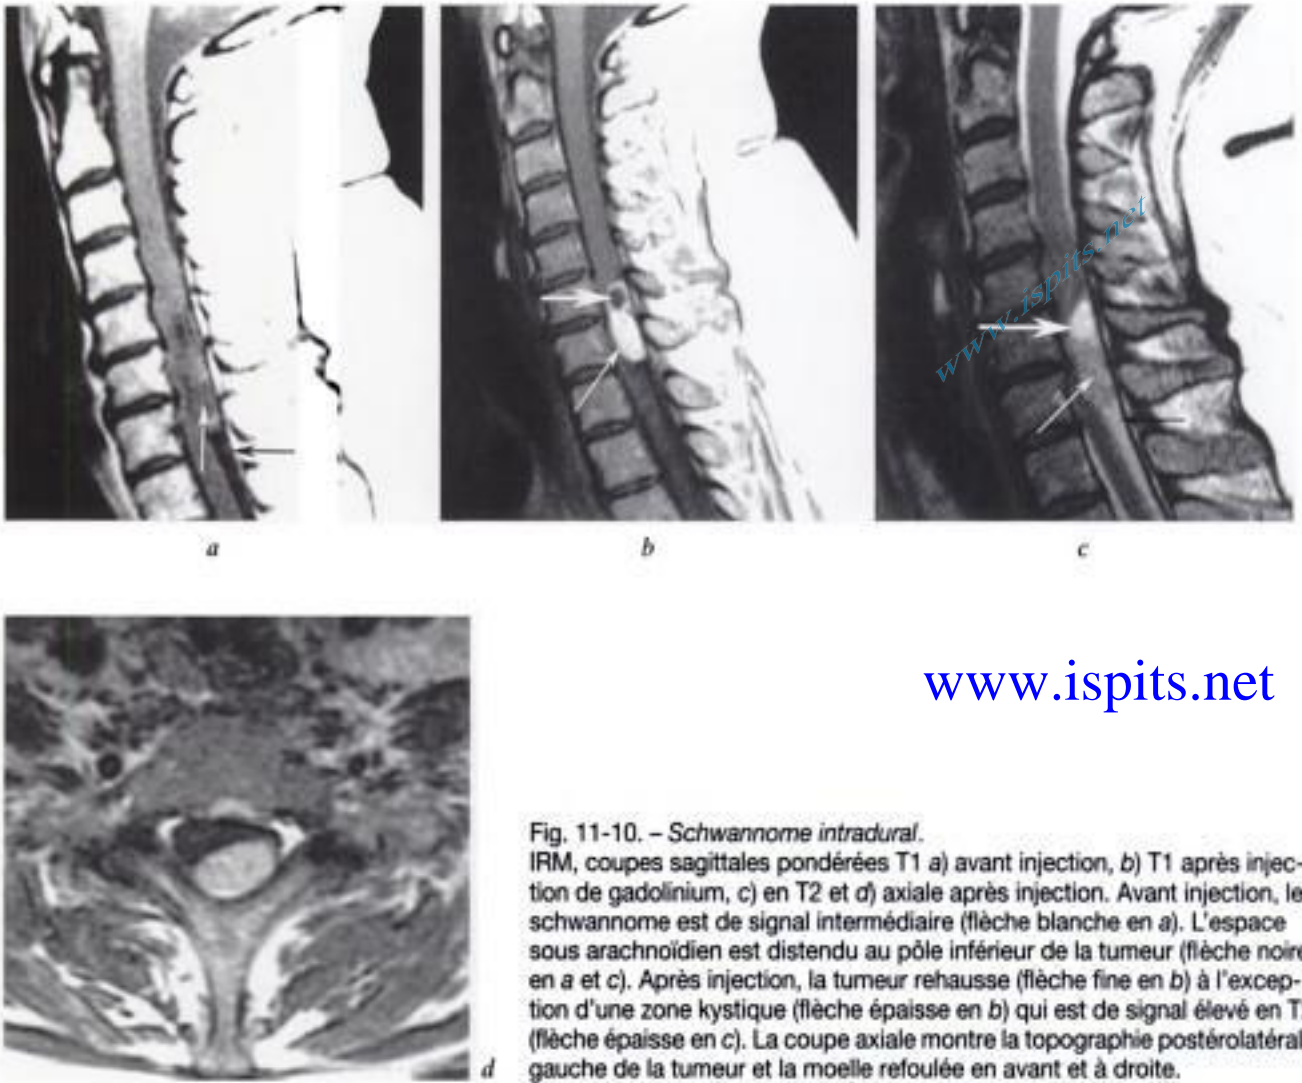 a
b
c
www.ispits.net
www.ispits.net
d
Fig. 11-10. – Schwannome intradural.
IRM, coupes sagittales pondérées T1 a) avant injection, b) T1 après injec-
tion de gadolinium, c) en T2 et d) axiale après injection. Avant injection, le
schwannome est de signal intermédiaire (flèche blanche en a). L'espace
sous arachnoïdien est distendu au pôle inférieur de la tumeur (flèche noire
en a et c). Après injection, la tumeur rehausse (flèche fine en b) à l'excep-
tion d'une zone kystique (flèche épaisse en b) qui est de signal élevé en
(flèche épaisse en c). La coupe axiale montre la topographie postérolatéral
gauche de la tumeur et la moelle refoulée en avant et à droite.